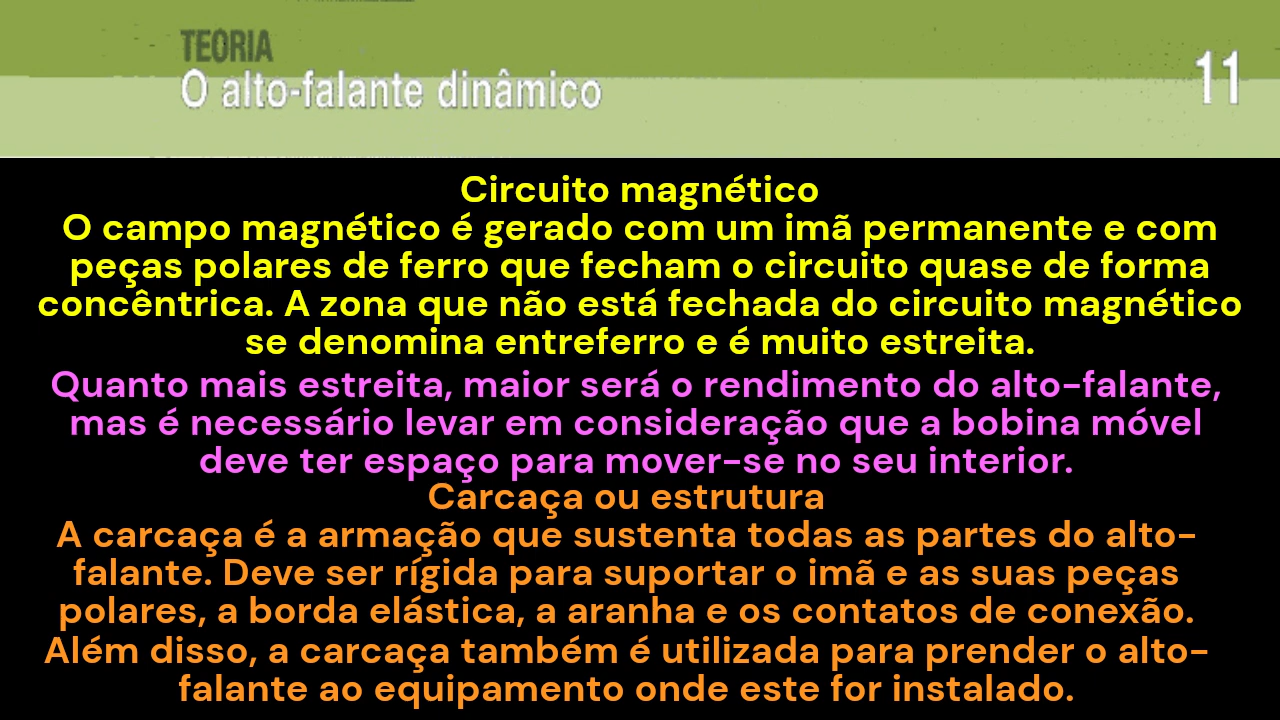 TEORIA
O alto-falante dinâmico
11
Circuito magnético
O campo magnético é gerado com um imã permanente e com
peças polares de ferro que fecham o circuito quase de forma
concêntrica. A zona que não está fechada do circuito magnético
se denomina entreferro e é muito estreita.
Quanto mais estreita, maior será o rendimento do alto-falante,
mas é necessário levar em consideração que a bobina móvel
deve ter espaço para mover-se no seu interior.
Carcaça ou estrutura
A carcaça é a armação que sustenta todas as partes do alto-
falante. Deve ser rígida para suportar o imã e as suas peças
polares, a borda elástica, a aranha e os contatos de conexão.
Além disso, a carcaça também é utilizada para prender o alto-
falante ao equipamento onde este for instalado.